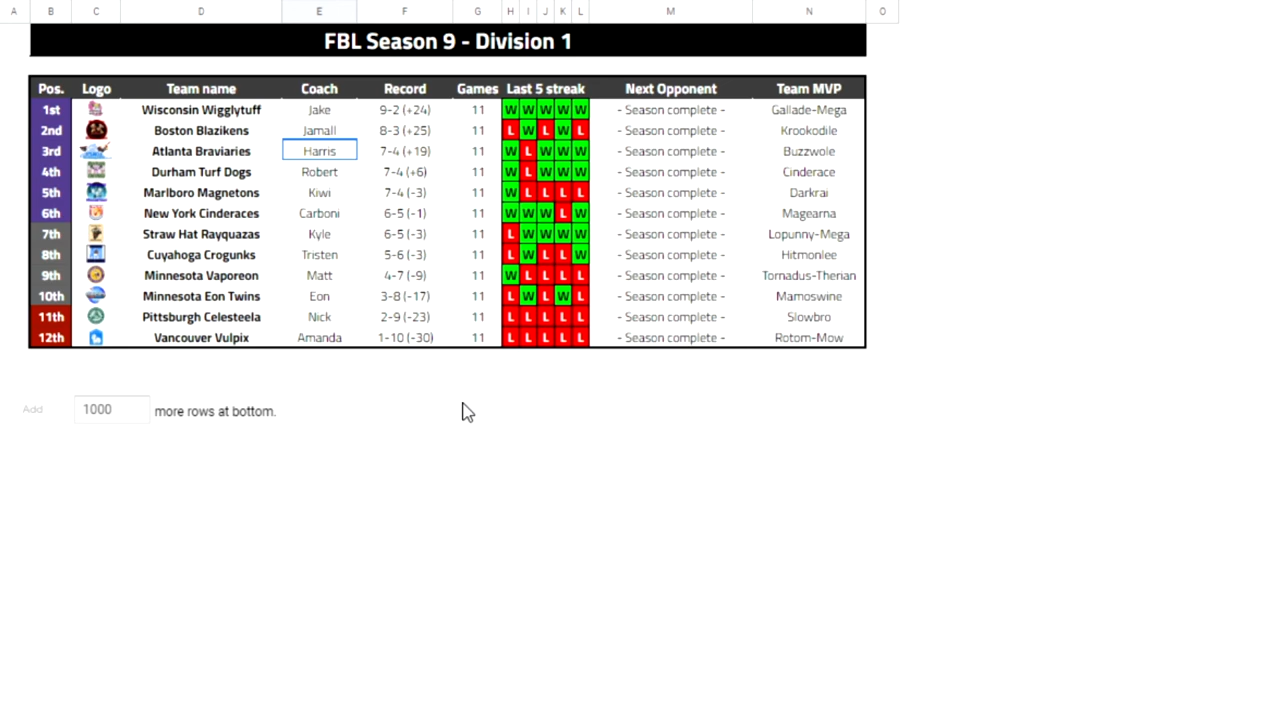 A B C D E F G H I J K L M N O
FBL Season 9 - Division 1
Pos. Logo Team name Coach Record Games Last 5 streak Next Opponent Team MVP
1st Wisconsin Wigglytuff Jake 9-2 (+24) 11 W W W W W - Season complete - Gallade-Mega
2nd Boston Blazikens Jamall 8-3 (+25) 11 L W L W L - Season complete - Krookodile
3rd Atlanta Braviaries Harris 7-4 (+19) 11 W L W W W - Season complete - Buzzwole
4th Durham Turf Dogs Robert 7-4 (+6) 11 W L W W W - Season complete - Cinderace
5th Marlboro Magnetons Kiwi 7-4 (-3) 11 W L L L L - Season complete - Darkrai
6th New York Cinderaces Carboni 6-5 (-1) 11 W W W L W - Season complete - Magearna
7th Straw Hat Rayquazas Kyle 6-5 (-3) 11 L W W W W - Season complete - Lopunny-Mega
8th Cuyahoga Crogunks Tristen 5-6 (-3) 11 L W L L W - Season complete - Hitmonlee
9th Minnesota Vaporeon Matt 4-7 (-9) 11 W L L L L - Season complete - Tornadus-Therian
10th Minnesota Eon Twins Eon 3-8 (-17) 11 L W L W L - Season complete - Mamoswine
11th Pittsburgh Celesteela Nick 2-9 (-23) 11 L L L L L - Season complete - Slowbro
12th Vancouver Vulpix Amanda 1-10 (-30) 11 L L L L L - Season complete - Rotom-Mow
Add 1000 more rows at bottom.